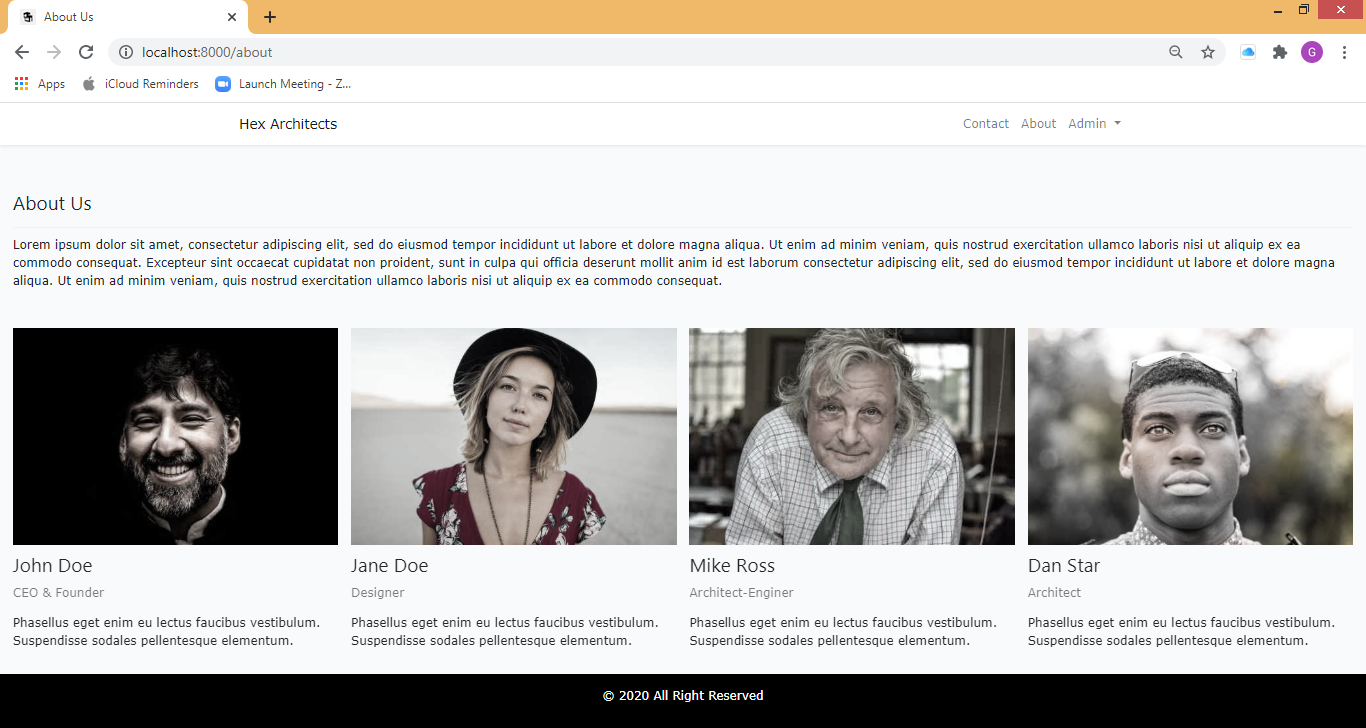 About Us
localhost:8000/about
G
Apps
iCloud Reminders
Launch Meeting - Z...
Hex Architects
Contact
About
Admin
About Us
Lorem ipsum dolor sit amet, consectetur adipiscing elit, sed do eiusmod tempor incididunt ut labore et dolore magna aliqua. Ut enim ad minim veniam, quis nostrud exercitation ullamco laboris nisi ut aliquip ex ea
commodo consequat. Excepteur sint occaecat cupidatat non proident, sunt in culpa qui officia deserunt mollit anim id est laborum consectetur adipiscing elit, sed do eiusmod tempor incididunt ut labore et dolore magna
aliqua. Ut enim ad minim veniam, quis nostrud exercitation ullamco laboris nisi ut aliquip ex ea commodo consequat.
John Doe
CEO & Founder
Phasellus eget enim eu lectus faucibus vestibulum.
Suspendisse sodales pellentesque elementum.
Jane Doe
Designer
Phasellus eget enim eu lectus faucibus vestibulum.
Suspendisse sodales pellentesque elementum.
Mike Ross
Architect-Enginer
Phasellus eget enim eu lectus faucibus vestibulum.
Suspendisse sodales pellentesque elementum.
Dan Star
Architect
Phasellus eget enim eu lectus faucibus vestibulum.
Suspendisse sodales pellentesque elementum.
© 2020 All Right Reserved